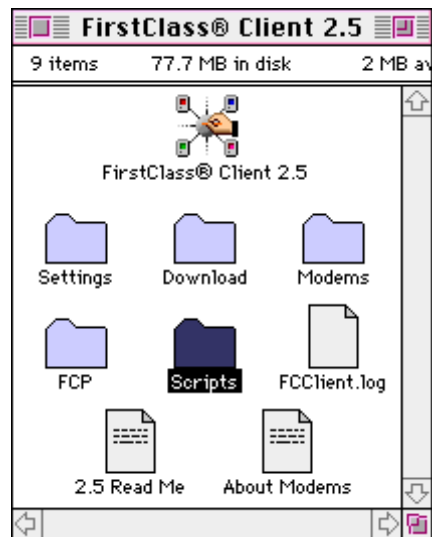 FirstClass® Client 2.5
9 items 77.7 MB in disk 2 MB av
FirstClass® Client 2.5
Settings Download Modems
FCP Scripts FCClient.log
2.5 Read Me About Modems